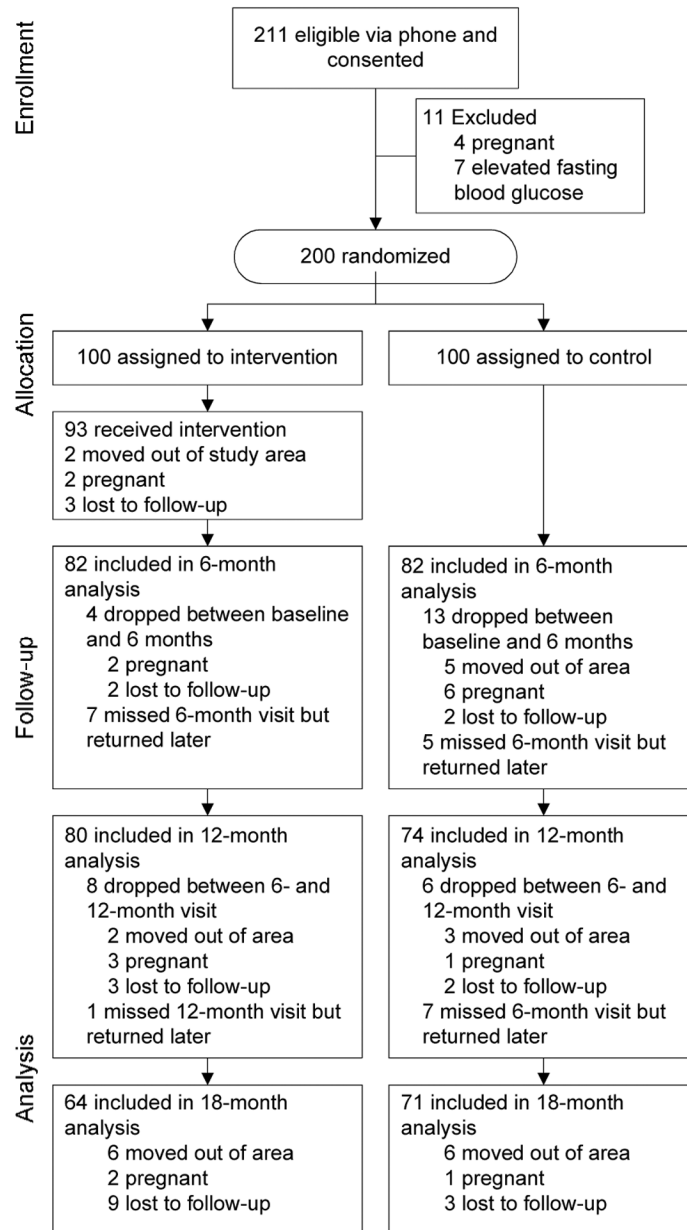 Enrollment
211 eligible via phone and
consented
11 Excluded
4 pregnant
7 elevated fasting
blood glucose
200 randomized
Allocation
100 assigned to intervention
100 assigned to control
93 received intervention
2 moved out of study area
2 pregnant
3 lost to follow-up
Follow-up
82 included in 6-month
analysis
4 dropped between baseline
and 6 months
2 pregnant
2 lost to follow-up
7 missed 6-month visit but
returned later
82 included in 6-month
analysis
13 dropped between
baseline and 6 months
5 moved out of area
6 pregnant
2 lost to follow-up
5 missed 6-month visit but
returned later
80 included in 12-month
analysis
8 dropped between 6- and
12-month visit
2 moved out of area
3 pregnant
3 lost to follow-up
1 missed 12-month visit but
returned later
74 included in 12-month
analysis
6 dropped between 6- and
12-month visit
3 moved out of area
1 pregnant
2 lost to follow-up
7 missed 6-month visit but
returned later
Analysis
64 included in 18-month
analysis
6 moved out of area
2 pregnant
9 lost to follow-up
71 included in 18-month
analysis
6 moved out of area
1 pregnant
3 lost to follow-up